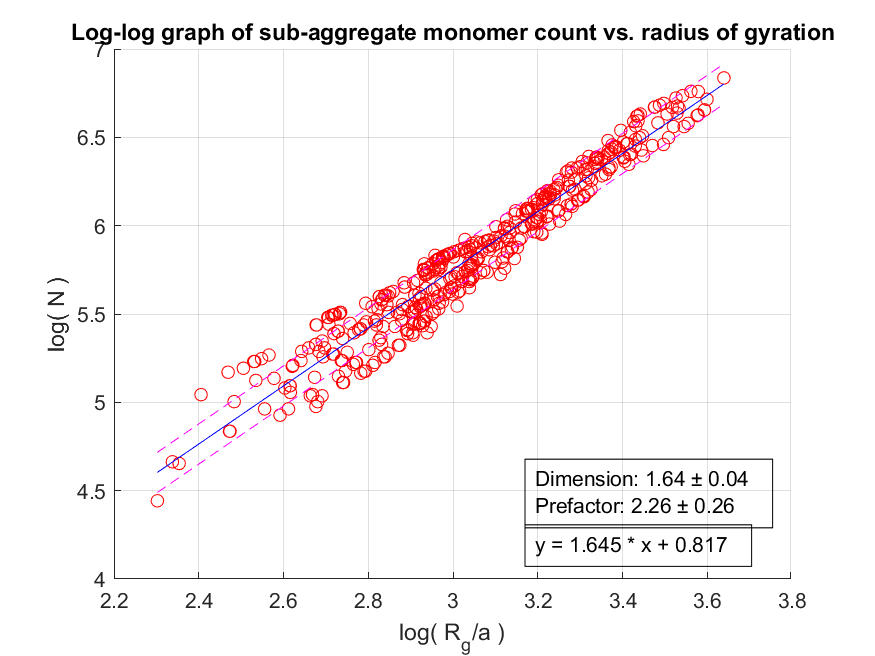 Log-log graph of sub-aggregate monomer count vs. radius of gyration
7
6.5
6
5.5
5
4.5
4
log( N )
Dimension: 1.64 ± 0.04
Prefactor: 2.26 ± 0.26
y = 1.645 * x + 0.817
2.2 2.4 2.6 2.8 3 3.2 3.4 3.6 3.8
log( R_g/a )